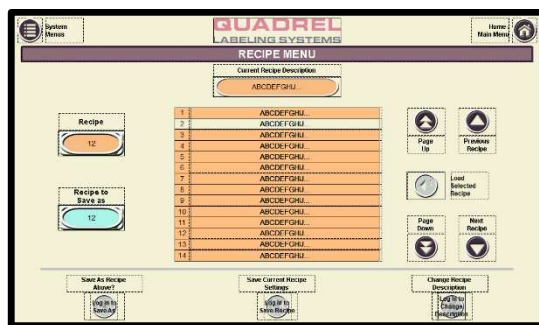 System
Menus
QUADREL
LABELING SYSTEMS
Home /
Main Menu
RECIPE MENU
Current Recipe Description
ABCDEFGHIJ...
Recipe
12
Recipe to
Save as
12
1 ABCDEFGHIJ...
2 ABCDEFGHIJ...
3 ABCDEFGHIJ...
4 ABCDEFGHIJ...
5 ABCDEFGHIJ...
6 ABCDEFGHIJ...
7 ABCDEFGHIJ...
8 ABCDEFGHIJ...
9 ABCDEFGHIJ...
10 ABCDEFGHIJ...
11 ABCDEFGHIJ...
12 ABCDEFGHIJ...
13 ABCDEFGHIJ...
14 ABCDEFGHIJ...
Page
Up
Previous
Recipe
Load
Selected
Recipe
Page
Down
Next
Recipe
Save As Recipe
Above?
Log in to
Save As
Save Current Recipe
Settings
Log in to
Save Recipe
Change Recipe
Description
Log in to
Change
Description